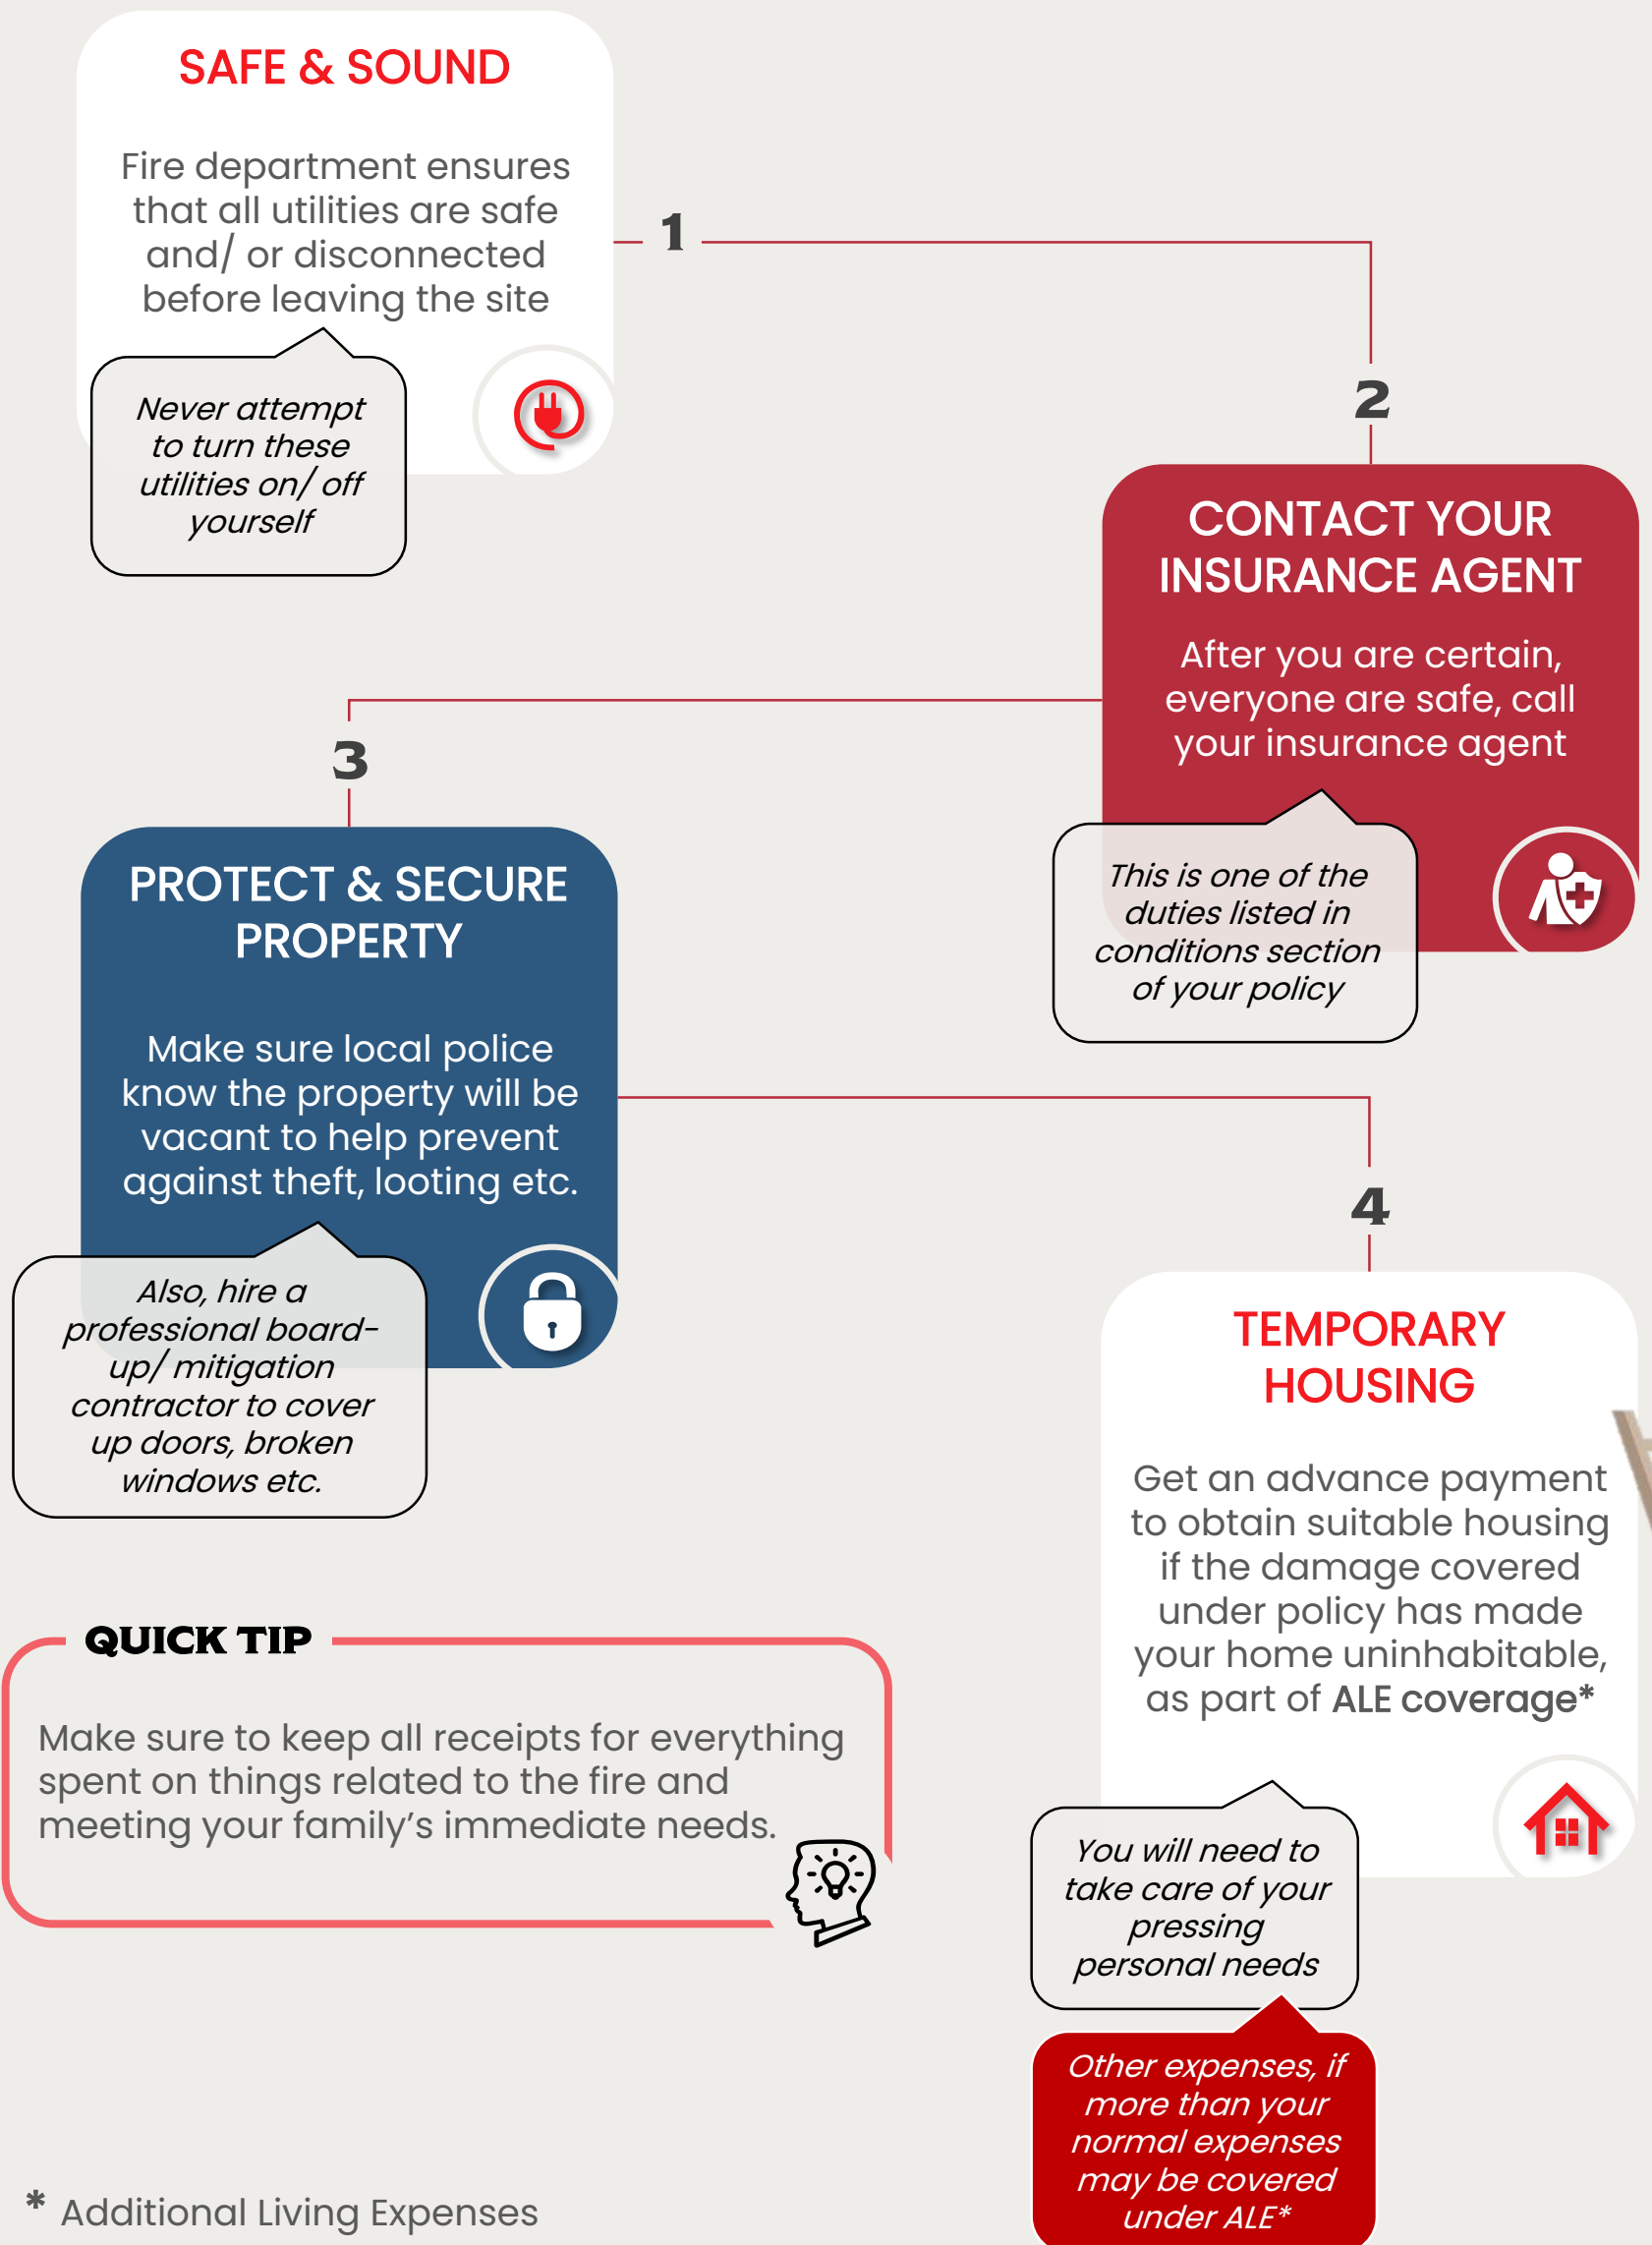 SAFE & SOUND
Fire department ensures
that all utilities are safe
and/ or disconnected
before leaving the site
Never attempt
to turn these
utilities on/ off
yourself
1
2
CONTACT YOUR
INSURANCE AGENT
After you are certain,
everyone are safe, call
your insurance agent
This is one of the
duties listed in
conditions section
of your policy
3
PROTECT & SECURE
PROPERTY
Make sure local police
know the property will be
vacant to help prevent
against theft, looting etc.
Also, hire a
professional board-
up/ mitigation
contractor to cover
up doors, broken
windows etc.
4
TEMPORARY
HOUSING
Get an advance payment
to obtain suitable housing
if the damage covered
under policy has made
your home uninhabitable,
as part of ALE coverage*
You will need to
take care of your
pressing
personal needs
Other expenses, if
more than your
normal expenses
may be covered
under ALE*
QUICK TIP
Make sure to keep all receipts for everything
spent on things related to the fire and
meeting your family’s immediate needs.
* Additional Living Expenses